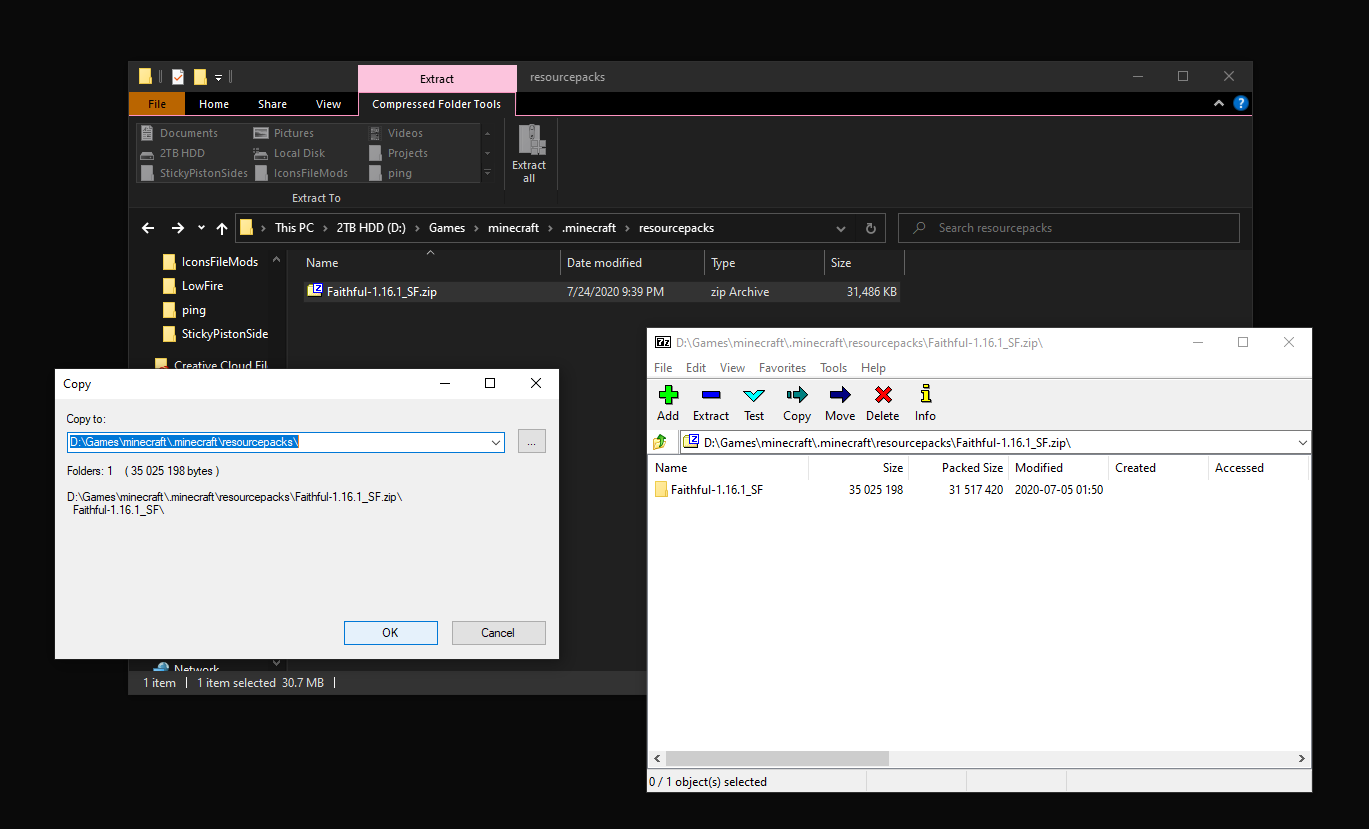 Extract
resourcepacks
File
Home
Share
View
Compressed Folder Tools
?
Documents
Pictures
Videos
2TB HDD
Local Disk
Projects
StickyPistonSides
IconsFileMods
ping
Extract all
Extract To
This PC > 2TB HDD (D:) > Games > minecraft > .minecraft > resourcepacks
Search resourcepacks
IconsFileMods
LowFire
ping
StickyPistonSide
Creative Cloud Fil
Network
Name
Date modified
Type
Size
Faithful-1.16.1_SF.zip
7/24/2020 9:39 PM
zip Archive
31,486 KB
1 item
1 item selected 30.7 MB
Copy
Copy to:
D:\Games\minecraft\.minecraft\resourcepacks\
...
Folders: 1 ( 35 025 198 bytes )
D:\Games\minecraft\.minecraft\resourcepacks\Faithful-1.16.1_SF.zip\
Faithful-1.16.1_SF\
OK
Cancel
7z
D:\Games\minecraft\.minecraft\resourcepacks\Faithful-1.16.1_SF.zip\
File
Edit
View
Favorites
Tools
Help
Add
Extract
Test
Copy
Move
Delete
Info
D:\Games\minecraft\.minecraft\resourcepacks\Faithful-1.16.1_SF.zip\
Name
Size
Packed Size
Modified
Created
Accessed
Faithful-1.16.1_SF
35 025 198
31 517 420
2020-07-05 01:50
0 / 1 object(s) selected